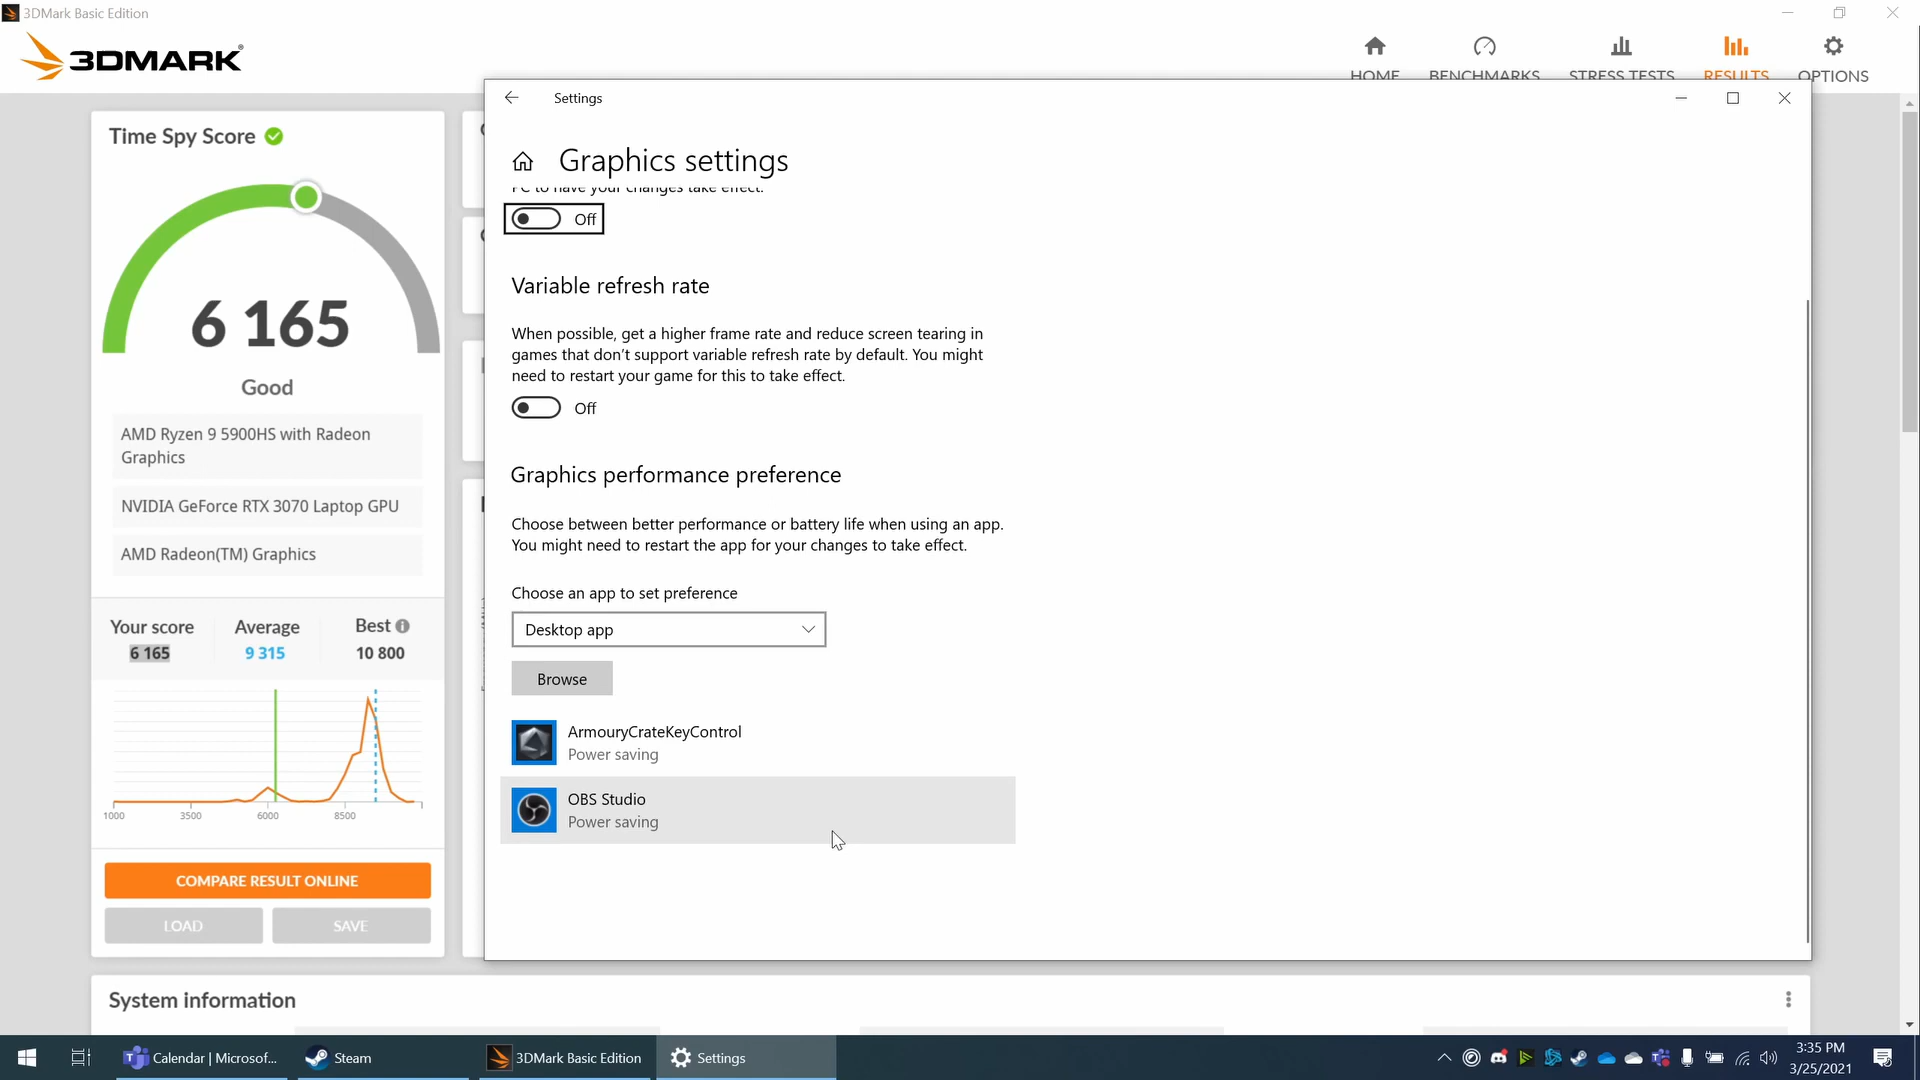 3DMark Basic Edition
3DMARK
HOME
BENCHMARKS
STRESS TESTS
RESULTS
OPTIONS
Time Spy Score
6 165
Good
AMD Ryzen 9 5900HS with Radeon
Graphics
NVIDIA GeForce RTX 3070 Laptop GPU
AMD Radeon(TM) Graphics
Your score
6 165
Average
9 315
Best
10 800
1000
3500
6000
8500
COMPARE RESULT ONLINE
LOAD
SAVE
System information
Settings
Graphics settings
PC to have your changes take effect.
Off
Variable refresh rate
When possible, get a higher frame rate and reduce screen tearing in
games that don't support variable refresh rate by default. You might
need to restart your game for this to take effect.
Off
Graphics performance preference
Choose between better performance or battery life when using an app.
You might need to restart the app for your changes to take effect.
Choose an app to set preference
Desktop app
Browse
ArmouryCrateKeyControl
Power saving
OBS Studio
Power saving
Calendar | Microsof...
Steam
3DMark Basic Edition
Settings
3:35 PM
3/25/2021